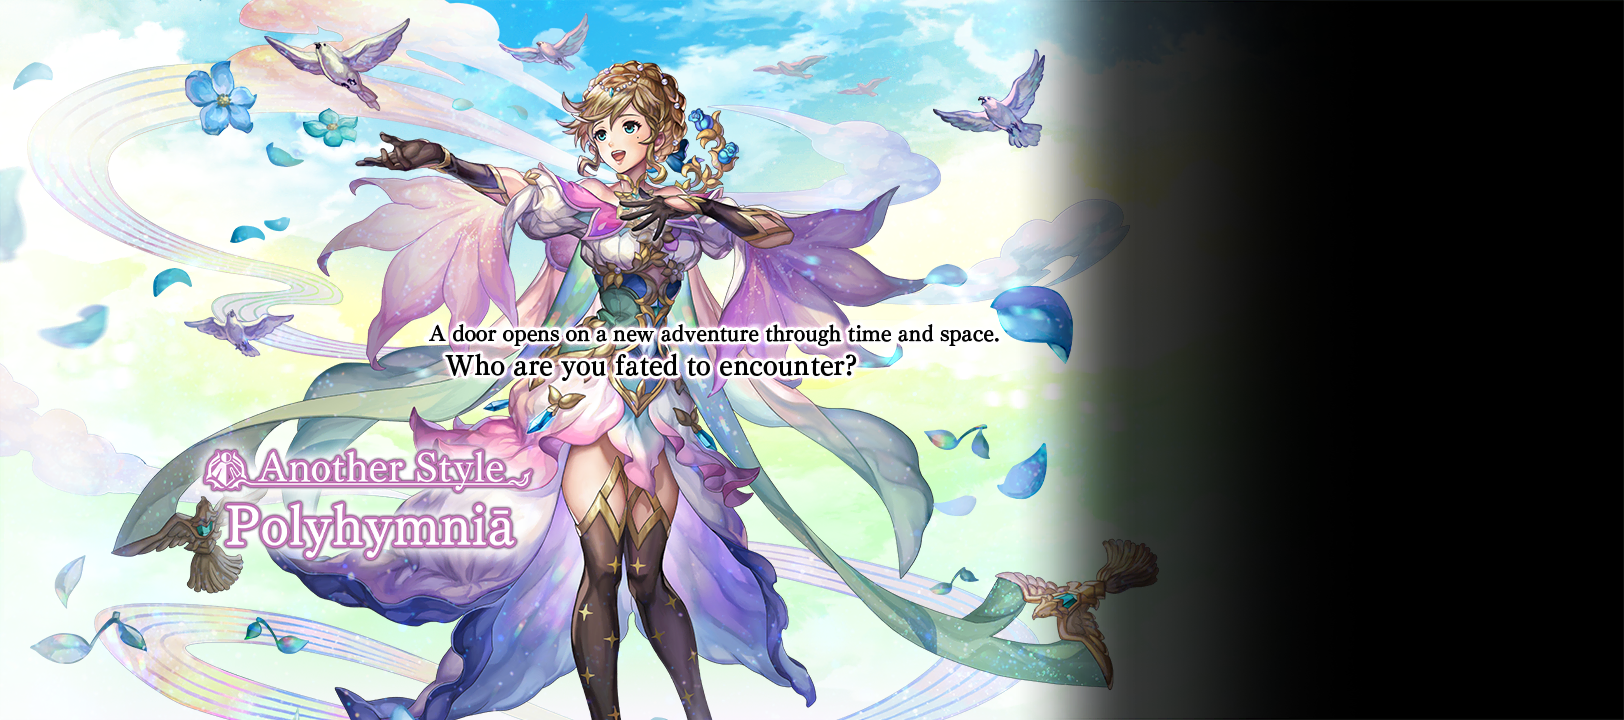 A door opens on a new adventure through time and space.
Who are you fated to encounter?
Another Style
Polyhymniā